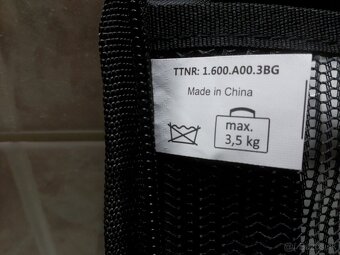 TTNR: 1.600.A00.3BG
Made in China
max.
3,5 kg